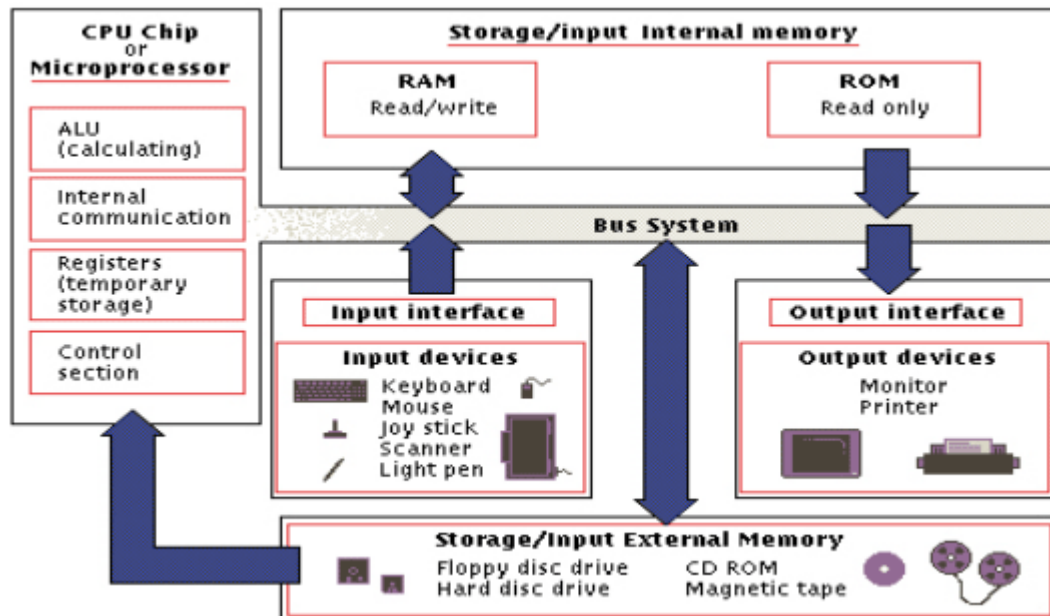 CPU Chip
or
Microprocessor
ALU
(calculating)
Internal
communication
Registers
(temporary
storage)
Control
section
Storage/input Internal memory
RAM
Read/write
ROM
Read only
Bus System
Input interface
Input devices
Keyboard
Mouse
Joy stick
Scanner
Light pen
Output interface
Output devices
Monitor
Printer
Storage/Input External Memory
Floppy disc drive
Hard disc drive
CD ROM
Magnetic tape